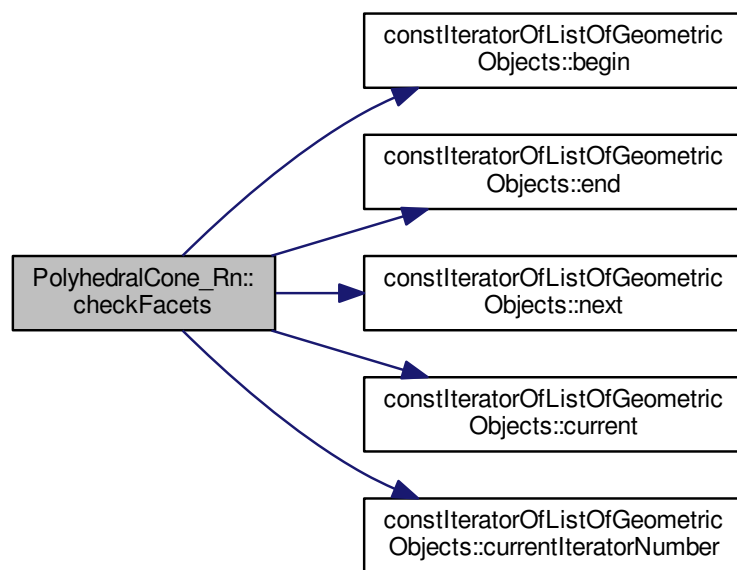 constIteratorOfListOfGeometric
Objects::begin
constIteratorOfListOfGeometric
Objects::end
PolyhedralCone_Rn::
checkFacets
constIteratorOfListOfGeometric
Objects::next
constIteratorOfListOfGeometric
Objects::current
constIteratorOfListOfGeometric
Objects::currentIteratorNumber